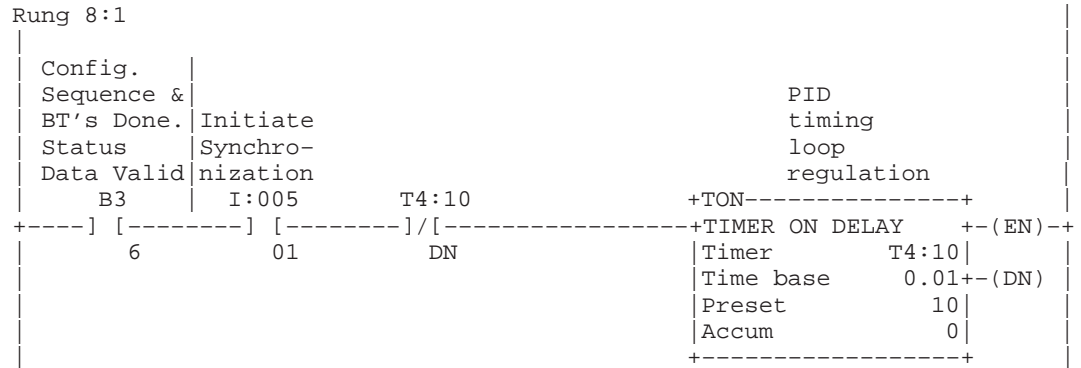 Rung 8:1
Config.
Sequence & PID
BT's Done. Initiate timing
Status Synchro- loop
Data Valid nization regulation
B3 I:005 T4:10 +TON---------------+
+----] [--------] [--------]/[-----------------+TIMER ON DELAY +-(EN)-+
6 01 DN |Timer T4:10|
|Time base 0.01+-(DN)
|Preset 10|
|Accum 0|
+------------------+